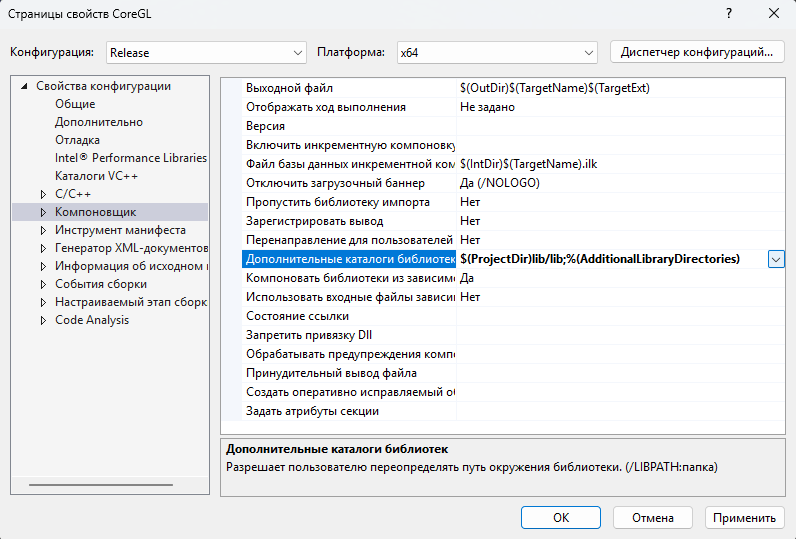 Страницы свойств CoreGL
?
Конфигурация: Release Платформа: x64 Диспетчер конфигураций...
Свойства конфигурации
Общие
Дополнительно
Отладка
Intel® Performance Libraries
Каталоги VC++
C/C++
Компоновщик
Инструмент манифеста
Генератор XML-документов
Информация об исходном
События сборки
Настраиваемый этап сборк
Code Analysis
Выходной файл $(OutDir)$(TargetName)$(TargetExt)
Отображать ход выполнения Не задано
Версия
Включить инкрементную компоновку
Файл базы данных инкрементной ком $(IntDir)$(TargetName).ilk
Отключить загрузочный баннер Да (/NOLOGO)
Пропустить библиотеку импорта Нет
Зарегистрировать вывод Нет
Перенаправление для пользователей Нет
Дополнительные каталоги библиотек $(ProjectDir)lib/lib;%(AdditionalLibraryDirectories)
Компоновать библиотеки из зависимо Да
Использовать входные файлы зависи Нет
Состояние ссылки
Запретить привязку Dll
Обрабатывать предупреждения компо
Принудительный вывод файла
Создать оперативно исправляемый об
Задать атрибуты секции
Дополнительные каталоги библиотек
Разрешает пользователю переопределять путь окружения библиотеки. (/LIBPATH:папка)
ОК Отмена Применить